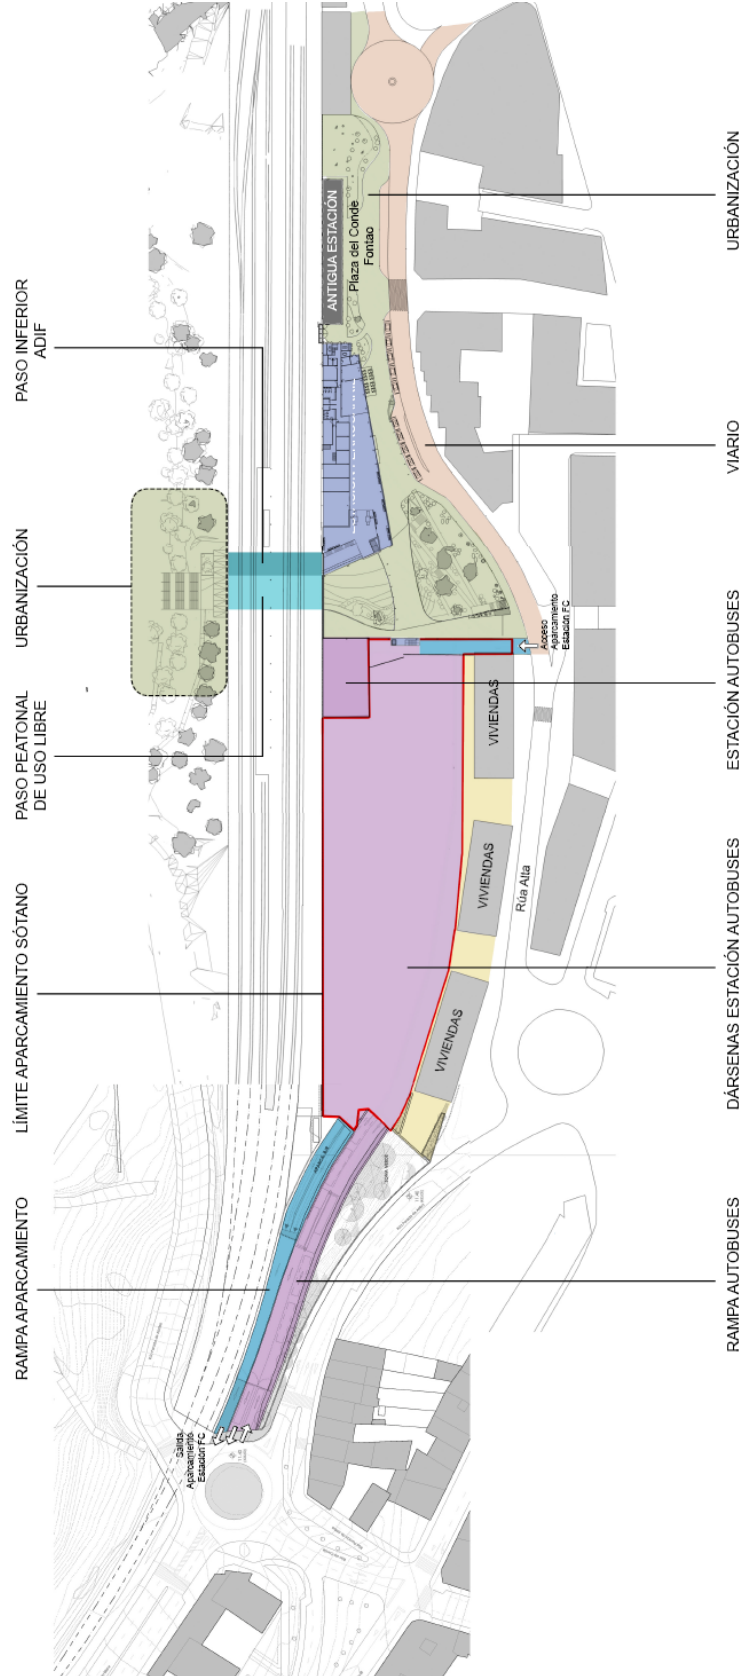 RAMPA APARCAMIENTO
LÍMITE APARCAMIENTO SÓTANO
PASO PEATONAL
DE USO LIBRE
URBANIZACIÓN
PASO INFERIOR
ADIF
Salida
Aparcamiento
Estación FC
ANTIGUA ESTACIÓN
Plaza del Conde
Fontao
Acceso
Aparcamiento
Estación FC
VIVIENDAS
VIVIENDAS
VIVIENDAS
Rúa Alta
RAMPA AUTOBUSES
DÁRSENAS ESTACIÓN AUTOBUSES
ESTACIÓN AUTOBUSES
VIARIO
URBANIZACIÓN